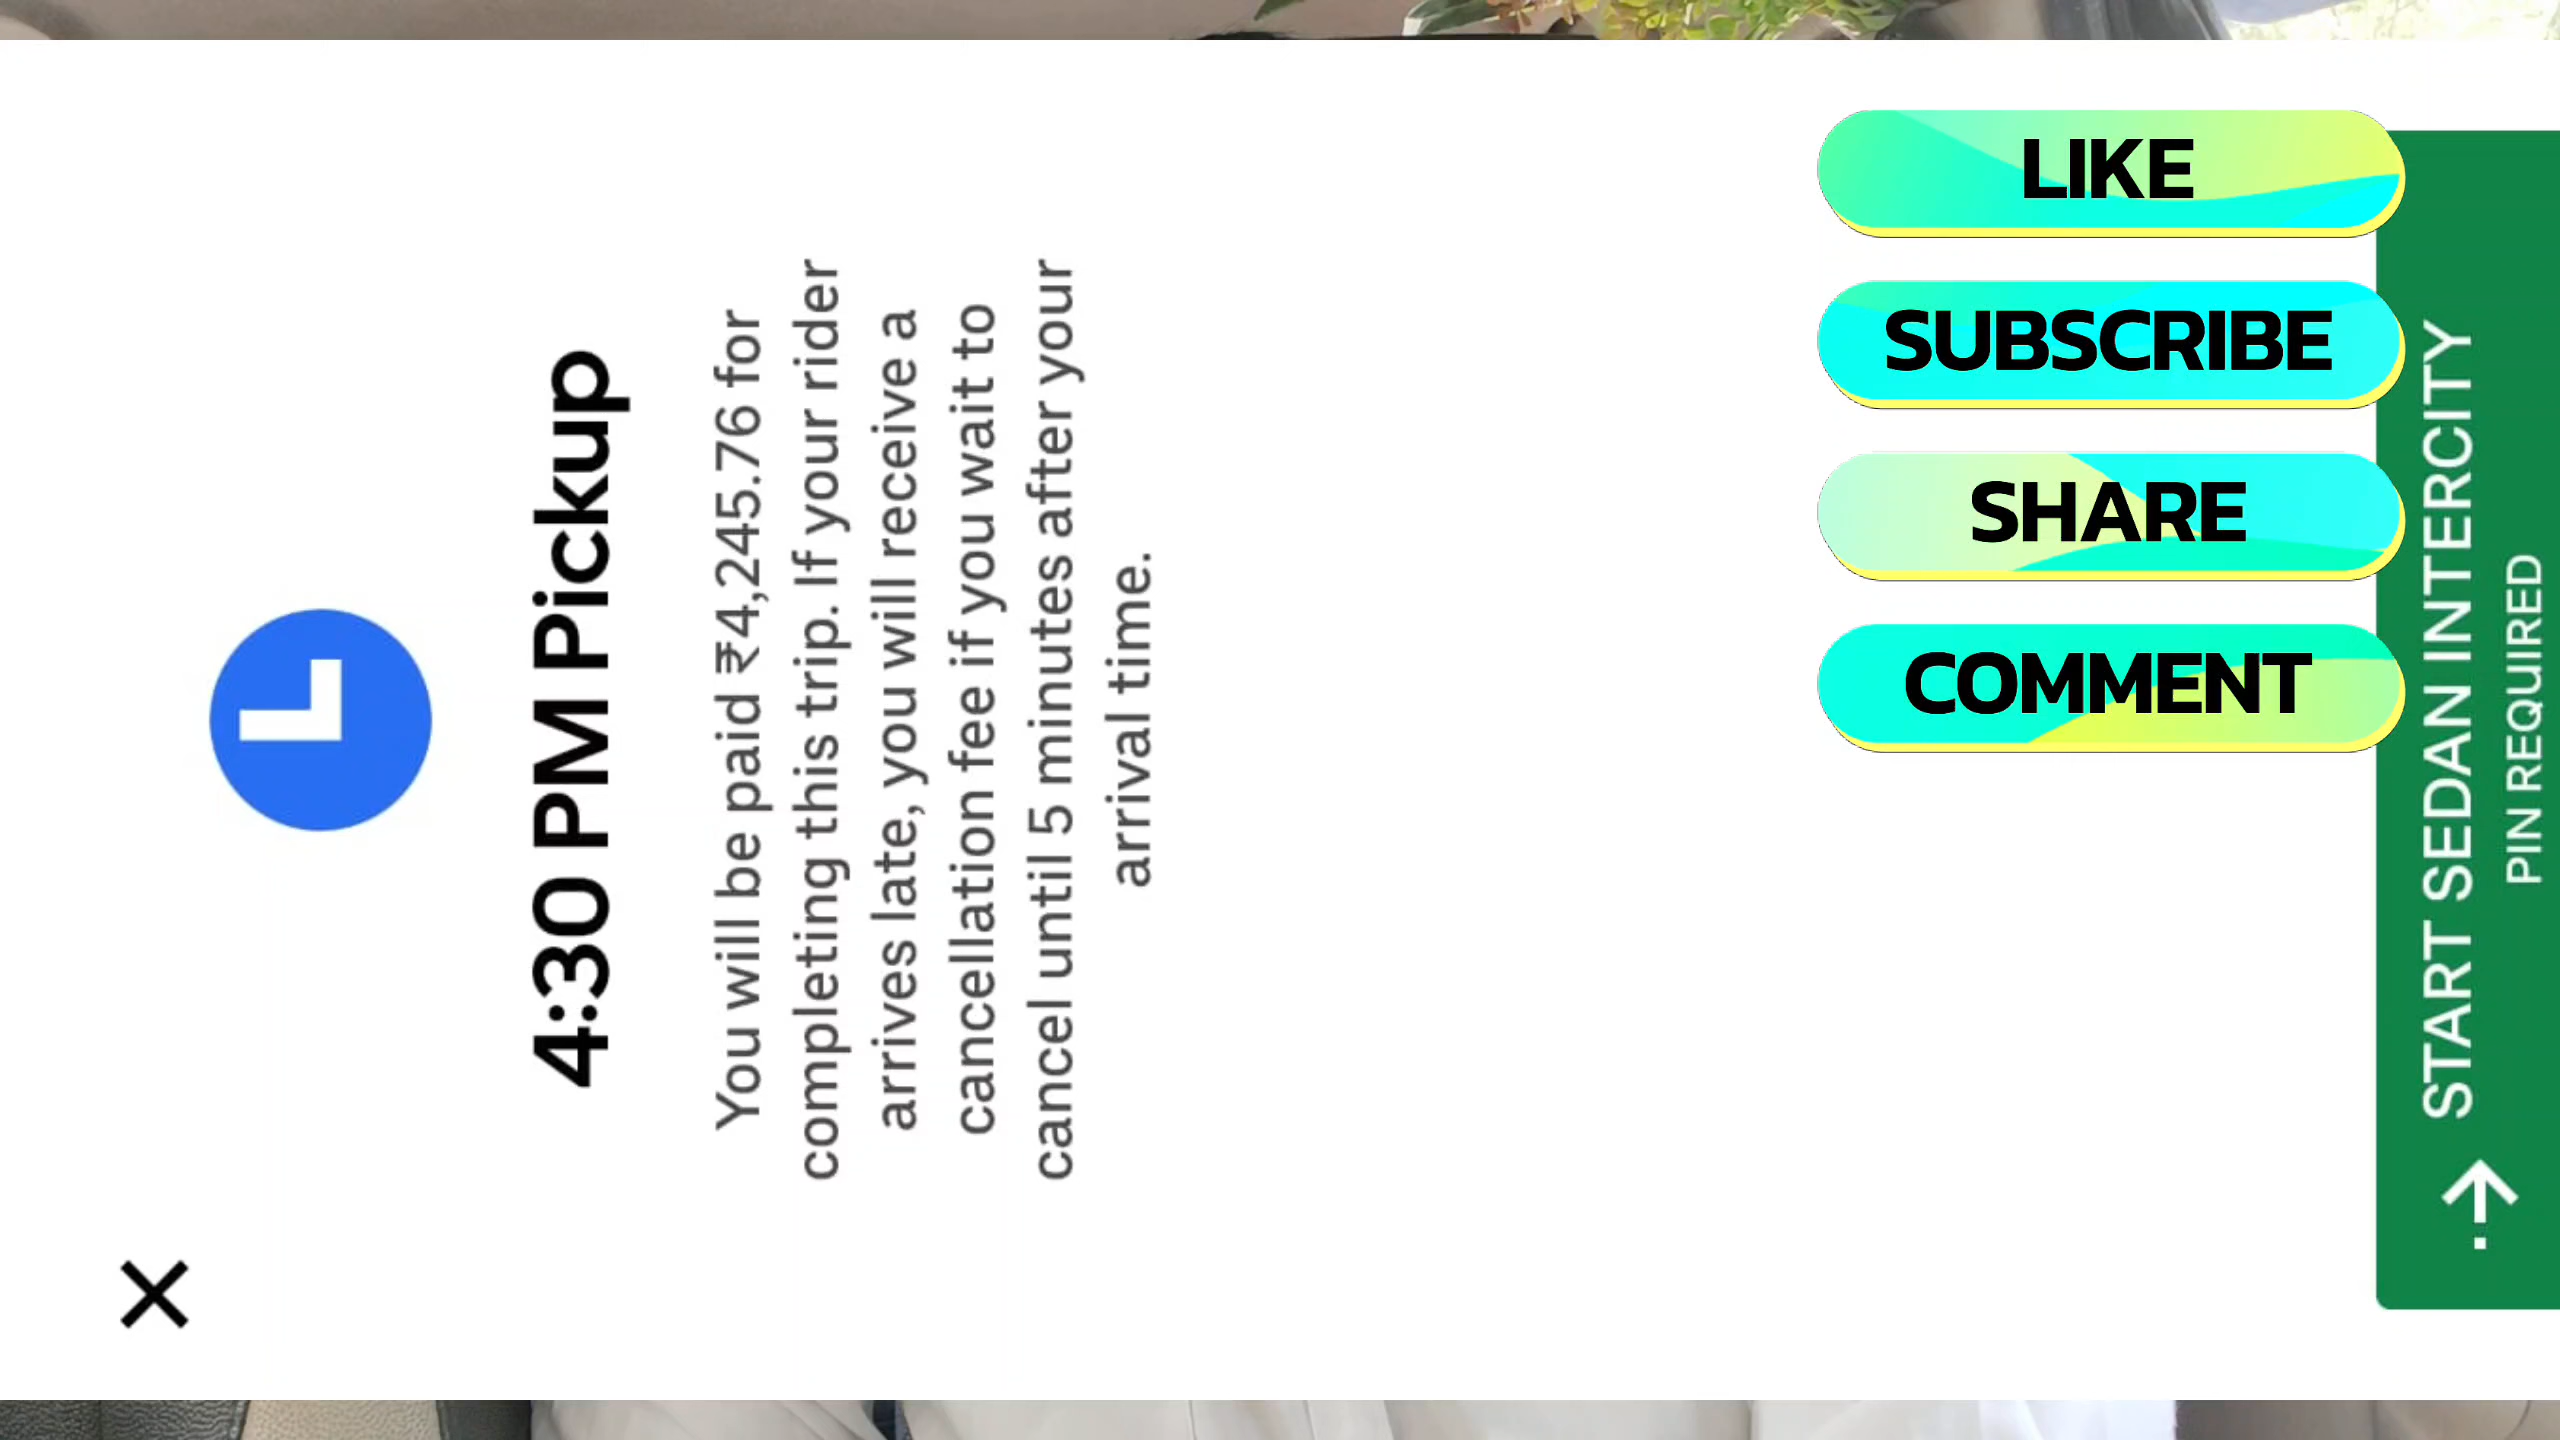 4:30 PM Pickup
You will be paid ₹4,245.76 for
completing this trip. If your rider
arrives late, you will receive a
cancellation fee if you wait to
cancel until 5 minutes after your
arrival time.
START SEDAN INTERCITY
PIN REQUIRED
LIKE
SUBSCRIBE
SHARE
COMMENT